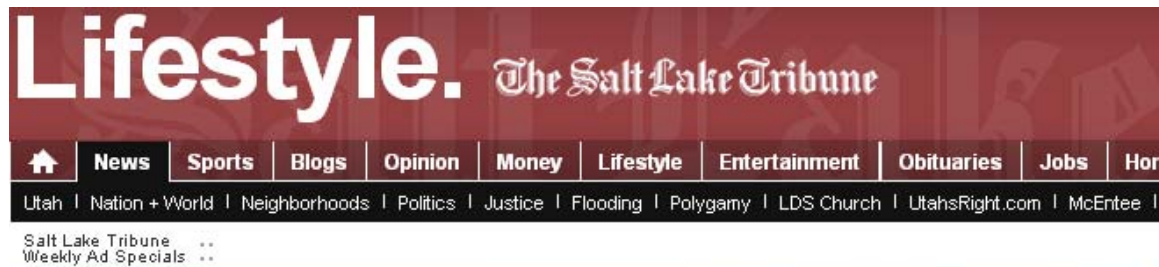 Lifestyle. The Salt Lake Tribune
News Sports Blogs Opinion Money Lifestyle Entertainment Obituaries Jobs Hor
Utah | Nation + World | Neighborhoods | Politics | Justice | Flooding | Polygamy | LDS Church | UtahsRight.com | McEntee |
Salt Lake Tribune ..
Weekly Ad Specials ..